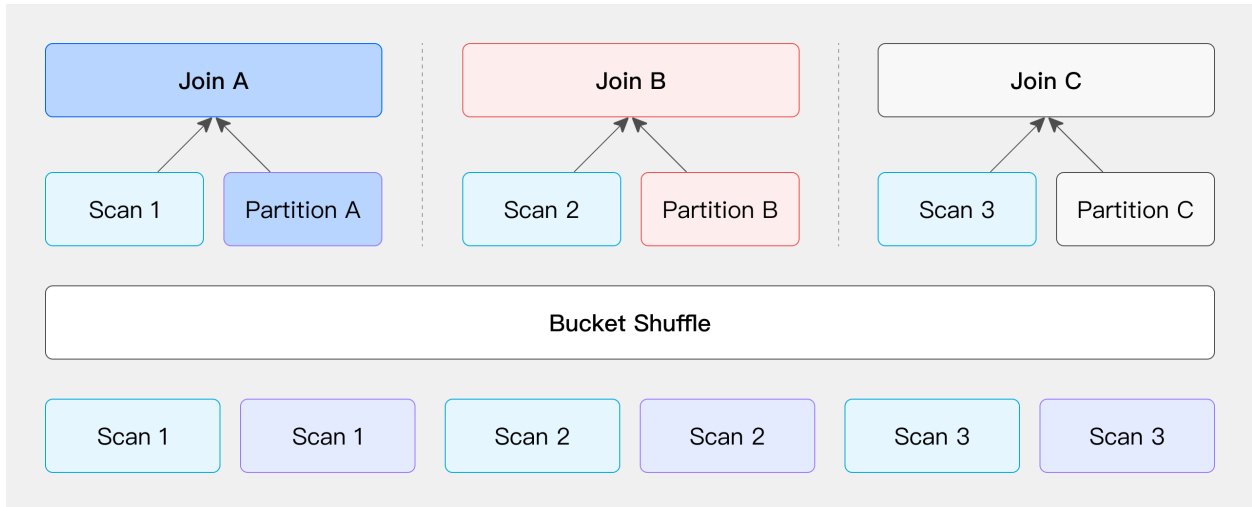 Join A
Join B
Join C
Scan 1
Partition A
Scan 2
Partition B
Scan 3
Partition C
Bucket Shuffle
Scan 1
Scan 1
Scan 2
Scan 2
Scan 3
Scan 3